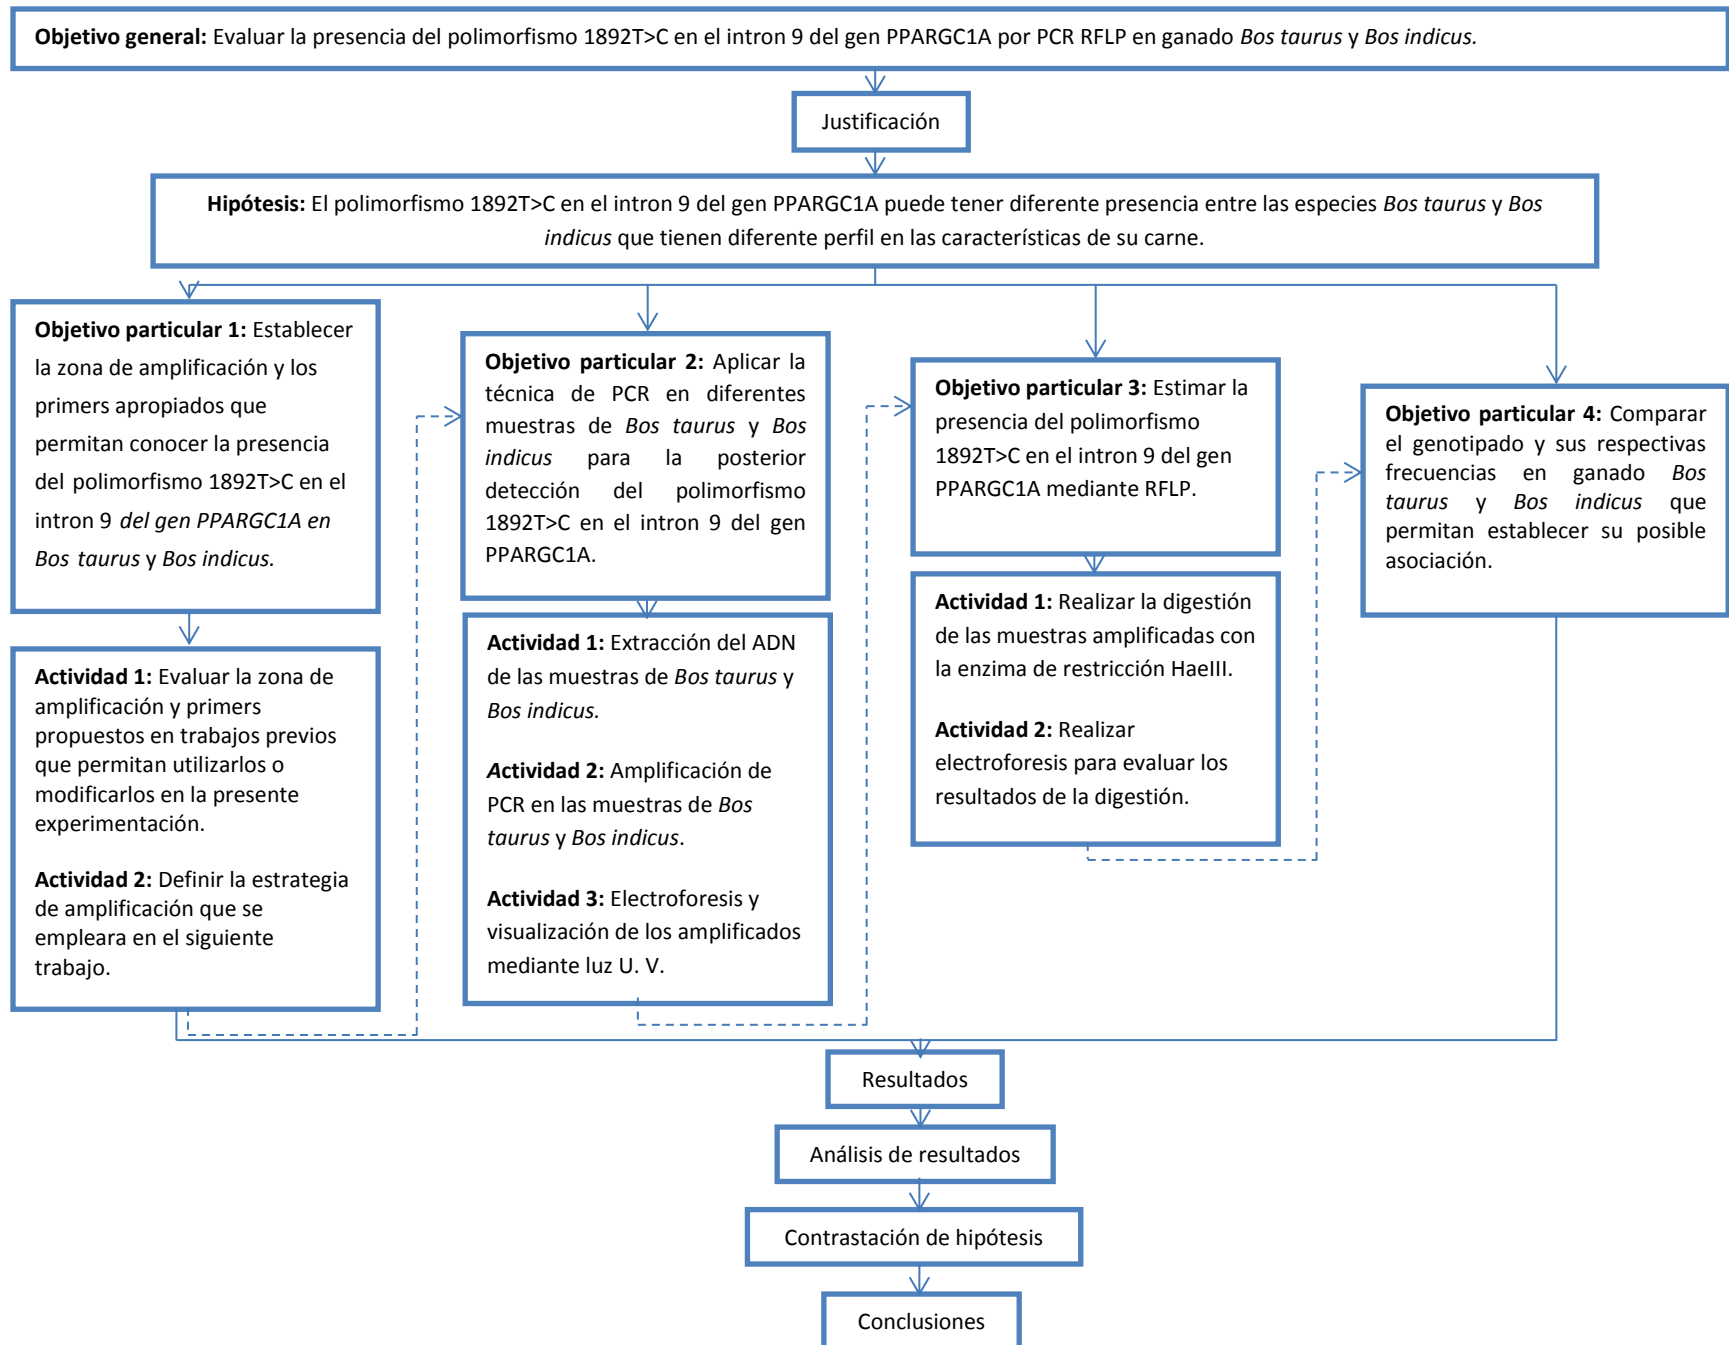 Objetivo general: Evaluar la presencia del polimorfismo 1892T>C en el intron 9 del gen PPARGC1A por PCR RFLP en ganado Bos taurus y Bos indicus.
Justificación
Hipótesis: El polimorfismo 1892T>C en el intron 9 del gen PPARGC1A puede tener diferente presencia entre las especies Bos taurus y Bos
indicus que tienen diferente perfil en las características de su carne.
Objetivo particular 1: Establecer
la zona de amplificación y los
primers apropiados que
permitan conocer la presencia
del polimorfismo 1892T>C en el
intron 9 del gen PPARGC1A en
Bos taurus y Bos indicus.
Actividad 1: Evaluar la zona de
amplificación y primers
propuestos en trabajos previos
que permitan utilizarlos o
modificarlos en la presente
experimentación.
Actividad 2: Definir la estrategia
de amplificación que se
empleara en el siguiente
trabajo.
Objetivo particular 2: Aplicar la
técnica de PCR en diferentes
muestras de Bos taurus y Bos
indicus para la posterior
detección del polimorfismo
1892T>C en el intron 9 del gen
PPARGC1A.
Actividad 1: Extracción del ADN
de las muestras de Bos taurus y
Bos indicus.
Actividad 2: Amplificación de
PCR en las muestras de Bos
taurus y Bos indicus.
Actividad 3: Electroforesis y
visualización de los amplificados
mediante luz U. V.
Objetivo particular 3: Estimar la
presencia del polimorfismo
1892T>C en el intron 9 del gen
PPARGC1A mediante RFLP.
Actividad 1: Realizar la digestión
de las muestras amplificadas con
la enzima de restricción HaeIII.
Actividad 2: Realizar
electroforesis para evaluar los
resultados de la digestión.
Objetivo particular 4: Comparar
el genotipado y sus respectivas
frecuencias en ganado Bos
taurus y Bos indicus que
permitan establecer su posible
asociación.
Resultados
Análisis de resultados
Contrastación de hipótesis
Conclusiones